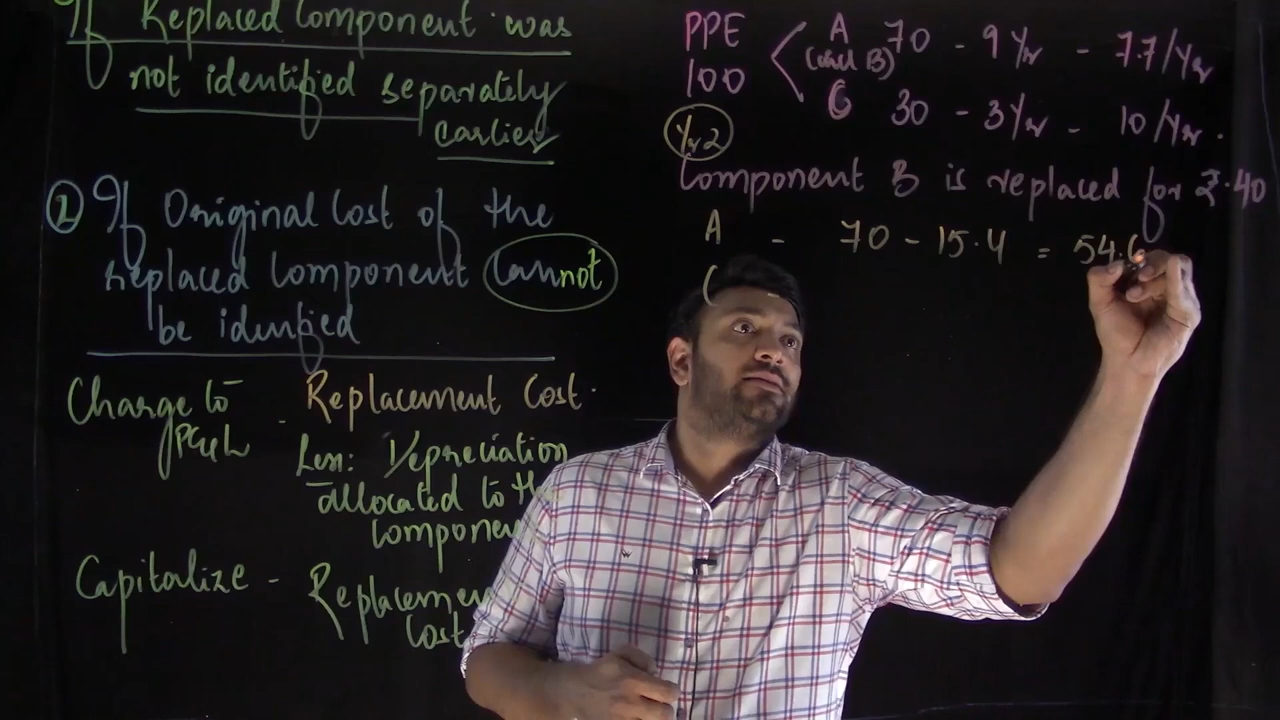 If Replaced Component was
not identified separately
earlier
② If Original Cost of the
replaced Component Cannot
be identified
Charge to P&L - Replacement Cost.
Less: Depreciation
allocated to the
Componen
Capitalize - Replacemen
Cost
PPE
100
A 70 - 9 Yr - 7.7/Yr
(incl B)
C 30 - 3 Yr - 10/Yr.
Yr 2
Component B is replaced for ₹.40
A - 70 - 15.4 = 54.6
C -